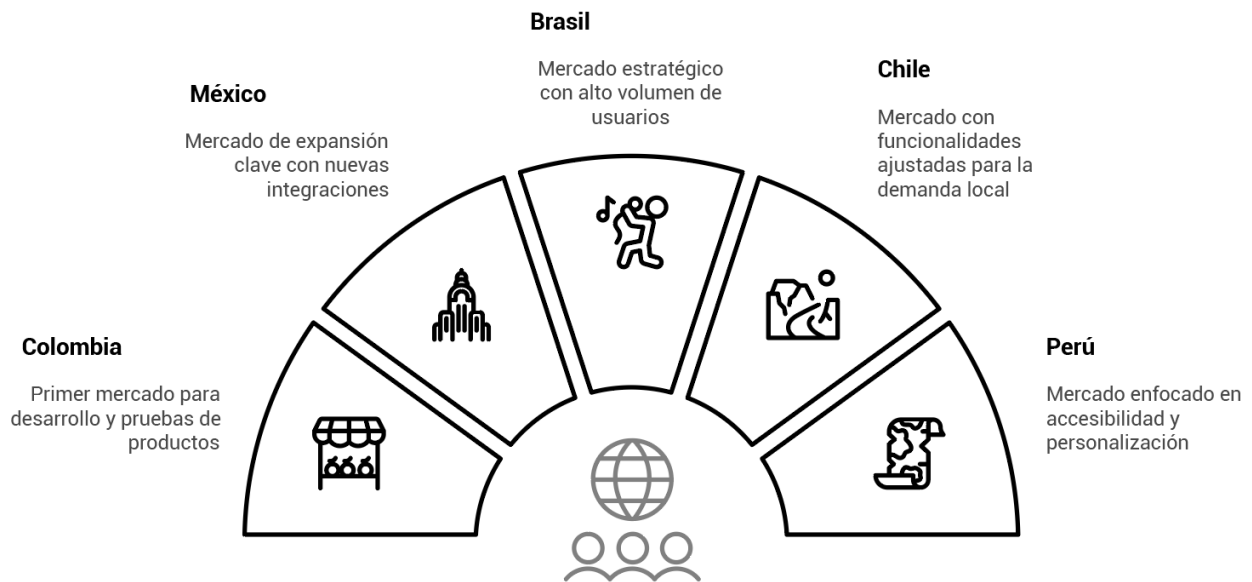 Colombia
Primer mercado para
desarrollo y pruebas de
productos
México
Mercado de expansión
clave con nuevas
integraciones
Brasil
Mercado estratégico
con alto volumen de
usuarios
Chile
Mercado con
funcionalidades
ajustadas para la
demanda local
Perú
Mercado enfocado en
accesibilidad y
personalización